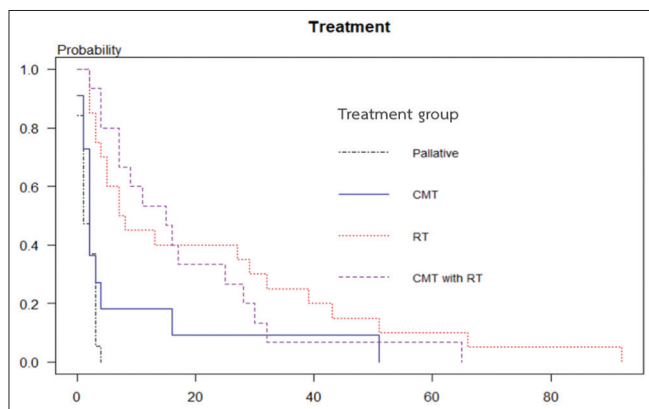 Treatment
Probability
1.0
0.8
0.6
0.4
0.2
0.0
Treatment group
Pallative
CMT
RT
CMT with RT
0 20 40 60 80